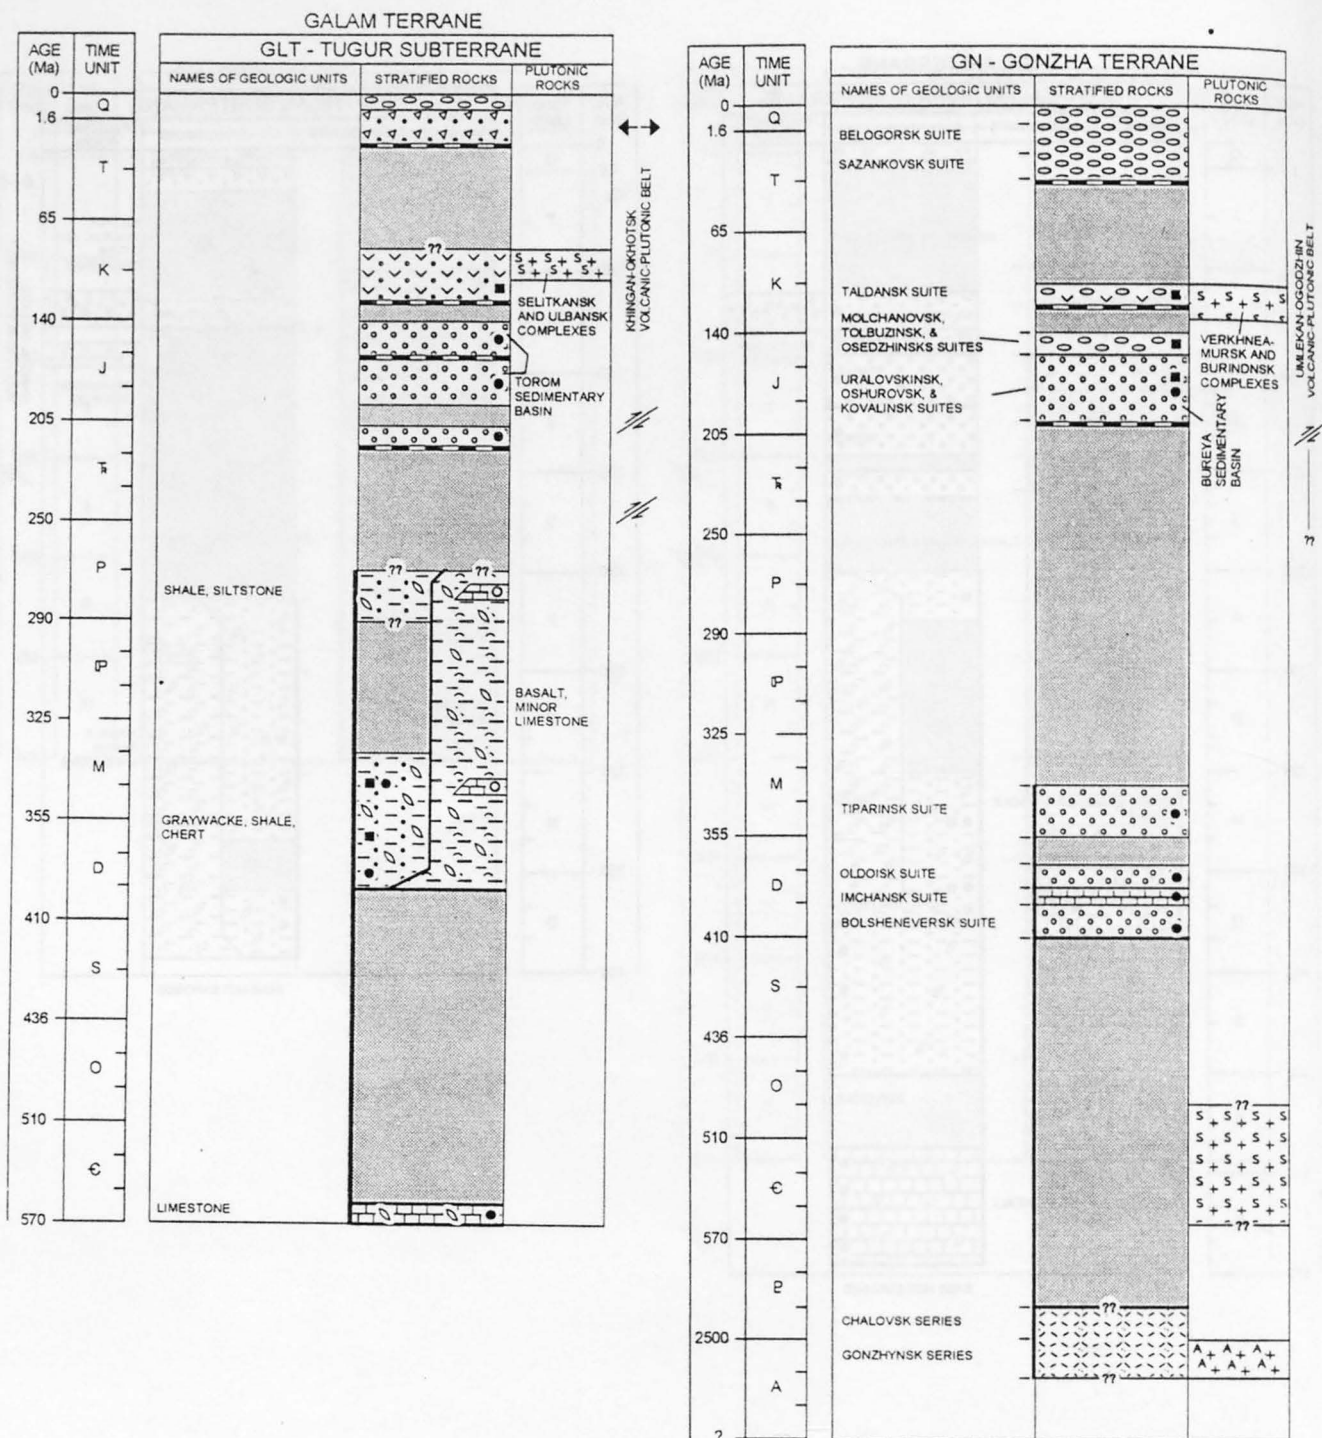 GALAM TERRANE
AGE
(Ma)
TIME
UNIT
GLT - TUGUR SUBTERRANE
NAMES OF GEOLOGIC UNITS
STRATIFIED ROCKS
PLUTONIC
ROCKS
0
Q
1.6
T
65
??
K
SELITKANSK
AND ULBANSK
COMPLEXES
140
J
TOROM
SEDIMENTARY
BASIN
205
250
P
??
??
SHALE, SILTSTONE
290
??
BASALT,
MINOR
LIMESTONE
325
M
355
GRAYWACKE, SHALE,
CHERT
D
410
S
436
O
510
Є
LIMESTONE
570
KHINGAN-OKHOTSK
VOLCANIC-PLUTONIC BELT
AGE
(Ma)
TIME
UNIT
GN - GONZHA TERRANE
NAMES OF GEOLOGIC UNITS
STRATIFIED ROCKS
PLUTONIC
ROCKS
0
Q
1.6
BELOGORSK SUITE
SAZANKOVSK SUITE
T
65
K
TALDANSK SUITE
MOLCHANOVSK,
TOLBUZINSK, &
OSEDZHINSKS SUITES
140
VERKHNEA-
MURSK AND
BURINDNSK
COMPLEXES
J
URALOVSKINSK,
OSHUROVSK, &
KOVALINSK SUITES
205
BUREYA
SEDIMENTARY
BASIN
250
P
290
325
M
TIPARINSK SUITE
355
OLDOISK SUITE
D
IMCHANSK SUITE
BOLSHENEVERSK SUITE
410
S
436
O
??
510
Є
??
570
??
CHALOVSK SERIES
2500
GONZHYNSK SERIES
??
A
?
UMLEKAN-OGODZHIN
VOLCANIC-PLUTONIC BELT
??